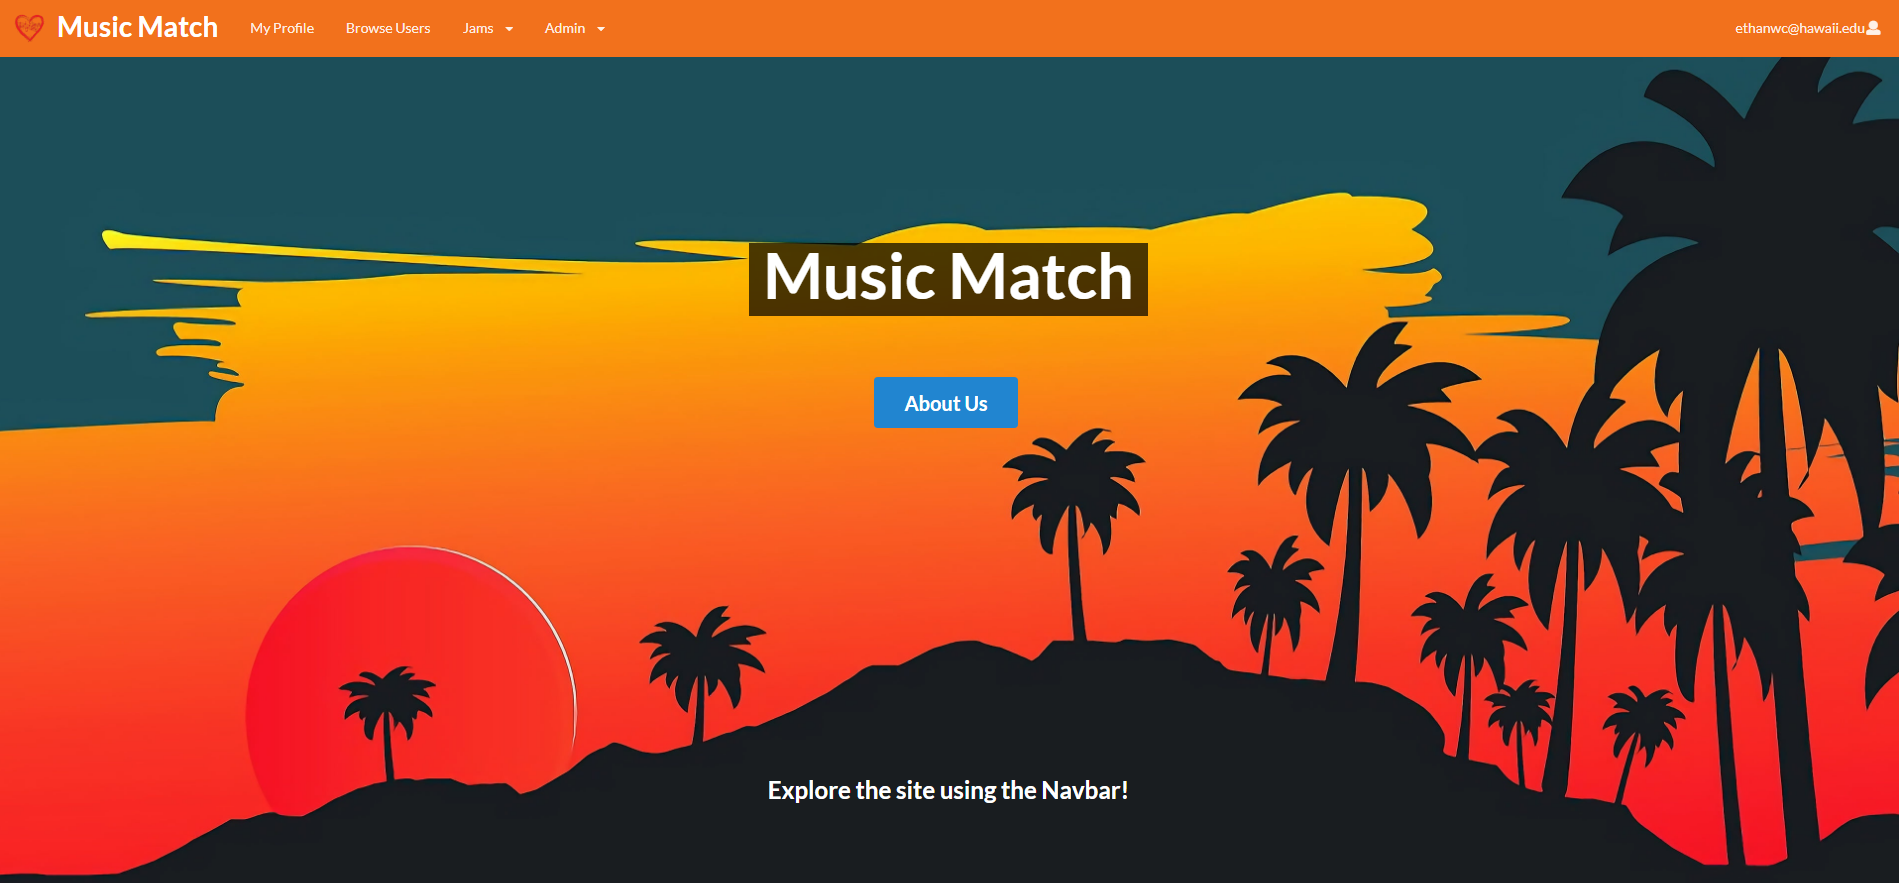 Music Match My Profile Browse Users Jams Admin ethanwc@hawaii.edu
Music Match
About Us
Explore the site using the Navbar!